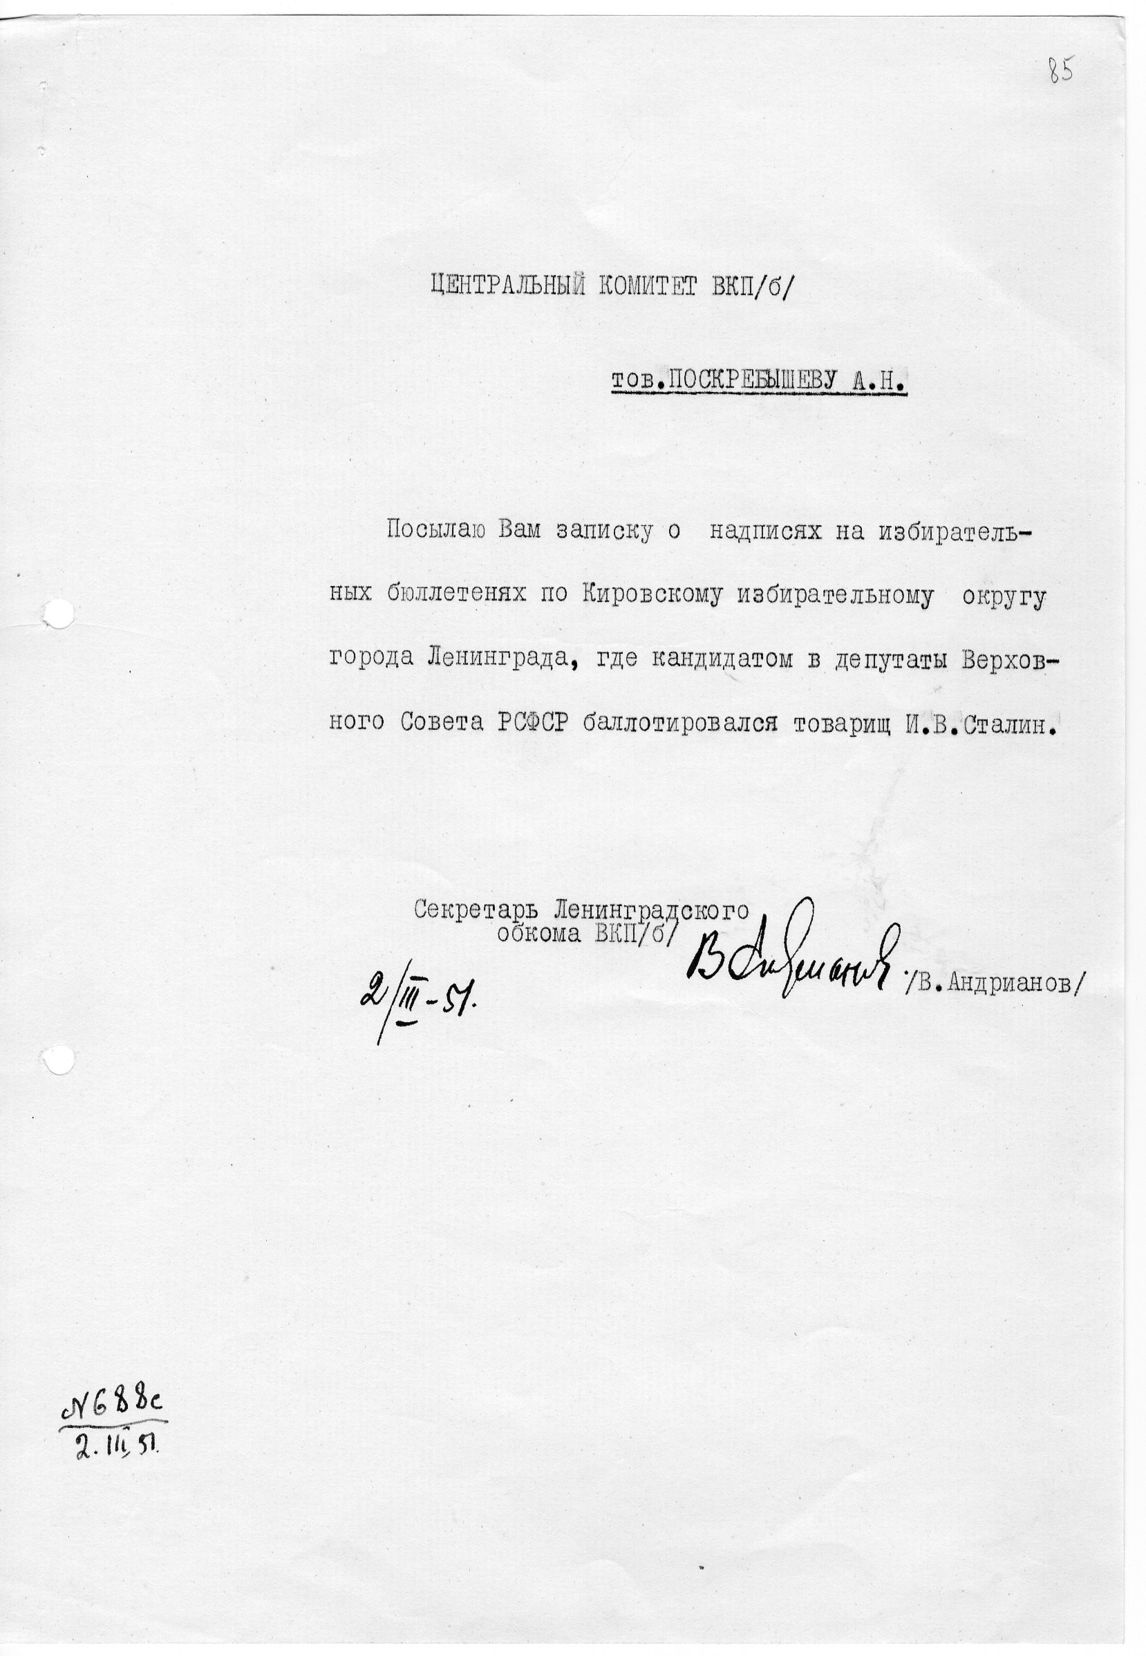 85
ЦЕНТРАЛЬНЫЙ КОМИТЕТ ВКП/б/
тов.ПОСКРЕБЫШЕВУ А.Н.
Посылаю Вам записку о надписях на избиратель-
ных бюллетенях по Кировскому избирательному округу
города Ленинграда, где кандидатом в депутаты Верхов-
ного Совета РСФСР баллотировался товарищ И.В.Сталин.
Секретарь Ленинградского
обкома ВКП/б/
В Андрианов /В.Андрианов/
2/III-51.
№688с
2.III.51.